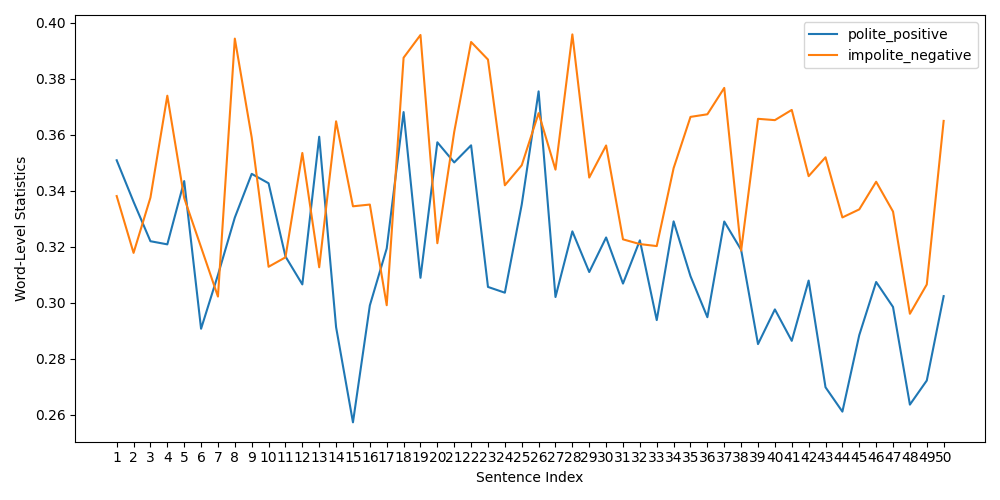 polite_positive
impolite_negative
0.40
0.38
0.36
0.34
0.32
0.30
0.28
0.26
Word-Level Statistics
1 2 3 4 5 6 7 8 9 10 11 12 13 14 15 16 17 18 19 20 21 22 23 24 25 26 27 28 29 30 31 32 33 34 35 36 37 38 39 40 41 42 43 44 45 46 47 48 49 50
Sentence Index